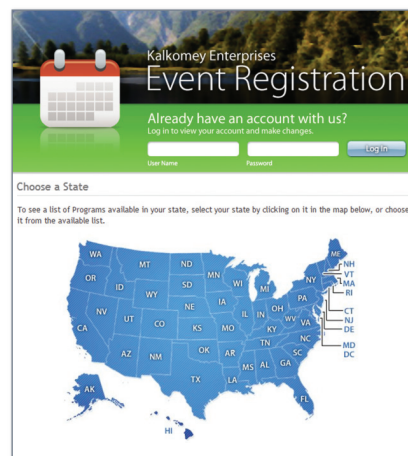 Kalkomey Enterprises
Event Registration
Already have an account with us?
Log in to view your account and make changes.
Log In
User Name
Password
Choose a State
To see a list of Programs available in your state, select your state by clicking on it in the map below, or choose
it from the available list.
WA
MT
ND
MN
ME
NH
VT
MA
RI
OR
ID
WY
SD
WI
MI
NY
CT
NJ
DE
NV
UT
CO
NE
IA
IL
IN
OH
PA
MD
DC
CA
KS
MO
KY
WV
VA
AZ
NM
OK
AR
TN
NC
SC
TX
LA
MS
AL
GA
FL
AK
HI